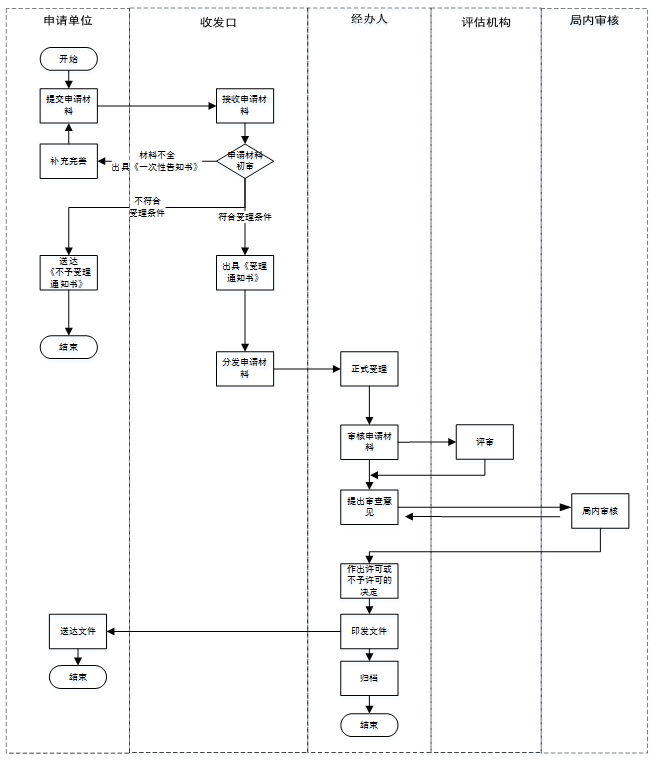 申请单位
收发口
经办人
评估机构
局内审核
开始
提交申请材
料
接收申请材
料
补充完善
材料不全
出具《一次性告知书》
申请材料
初审
不符合
受理条件
符合受理条件
送达
《不予受理
通知书》
出具《受理
通知书》
结束
分发申请材
料
正式受理
审核申请材
料
评审
提出审查意
见
局内审核
作出许可或
不予许可的
决定
送达文件
印发文件
结束
归档
结束